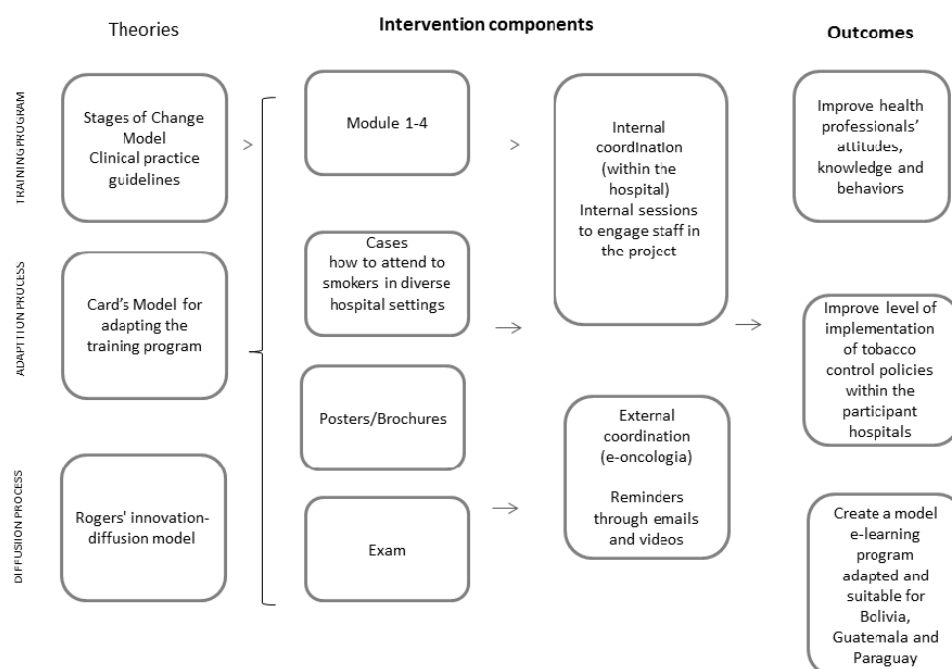 Theories
Intervention components
Outcomes
TRAINING PROGRAM
Stages of Change
Model
Clinical practice
guidelines
>
Module 1-4
>
Internal
coordination
(within the
hospital)
Internal sessions
to engage staff in
the project
Improve health
professionals'
attitudes,
knowledge and
behaviors
ADAPTION PROCESS
Card's Model for
adapting the
training program
Cases
how to attend to
smokers in diverse
hospital settings
Improve level of
implementation
of tobacco
control policies
within the
participant
hospitals
Posters/Brochures
External
coordination
(e-oncologia)
Reminders
through emails
and videos
DIFFUSIION PROCESS
Rogers' innovation-
diffusion model
Exam
Create a model
e-learning
program
adapted and
suitable for
Bolivia,
Guatemala and
Paraguay